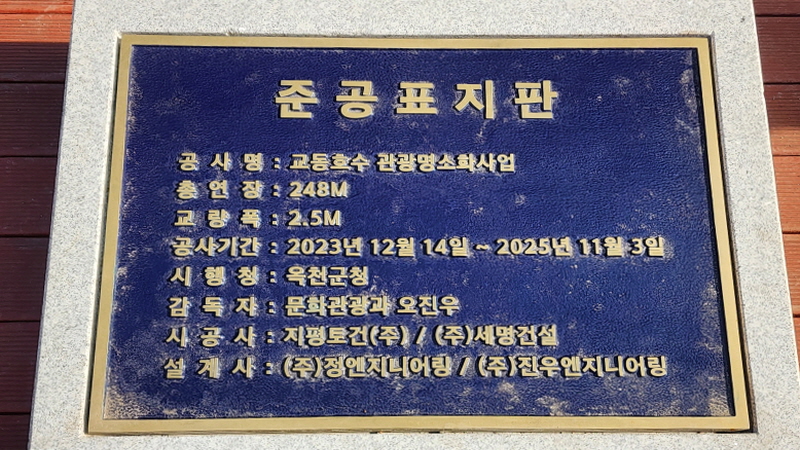 준공표지판
공 사 명 : 교동호수 관광명소화사업
총 연 장 : 248M
교 량 폭 : 2.5M
공사기간 : 2023년 12월 14일 ~ 2025년 11월 3일
시 행 청 : 옥천군청
감 독 자 : 문화관광과 오진우
시 공 사 : 지평토건(주) / (주)세명건설
설 계 사 : (주)정엔지니어링 / (주)진우엔지니어링